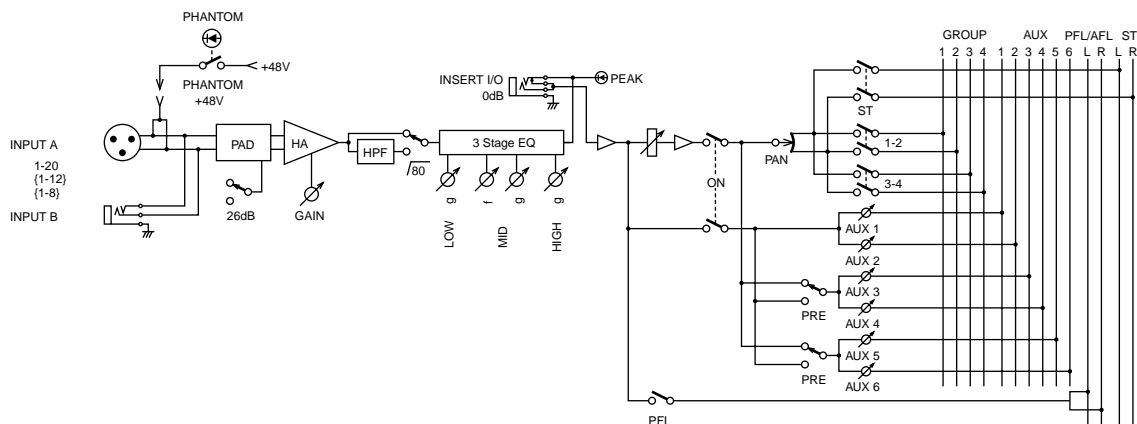 PHANTOM
+48V
PHANTOM
+48V
INPUT A
1-20
{1-12}
{1-8}
INPUT B
PAD
26dB
HA
GAIN
HPF
80
3 Stage EQ
g
f
g
g
LOW
MID
HIGH
INSERT I/O
0dB
PEAK
ON
PAN
ST
1-2
3-4
AUX 1
AUX 2
AUX 3
PRE
AUX 4
AUX 5
PRE
AUX 6
PFL
GROUP AUX PFL/AFL ST
1 2 3 4 1 2 3 4 5 6 L R L R